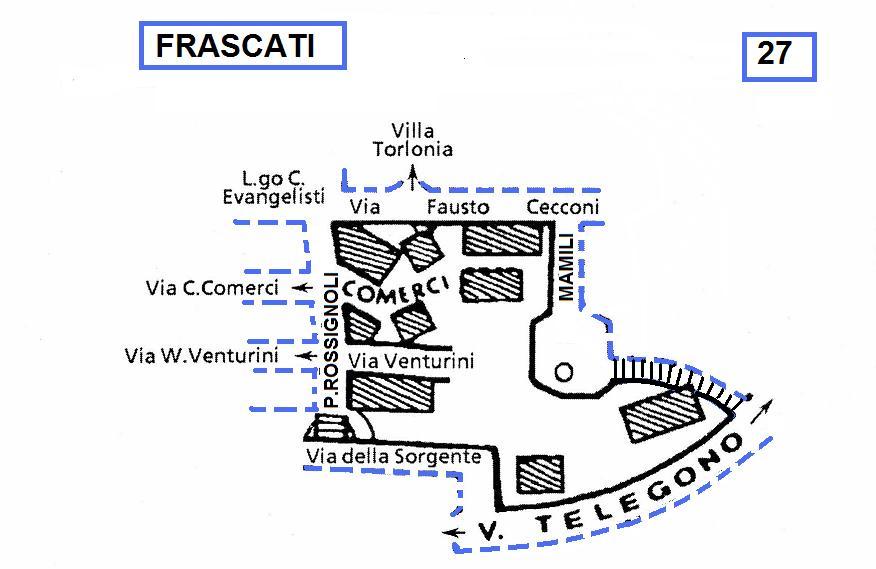 FRASCATI
27
Villa
Torlonia
L.go C.
Evangelisti
Via Fausto Cecconi
MAMILI
Via C.Comerci
COMERCI
P.ROSSIGNOLI
Via W.Venturini
Via Venturini
Via della Sorgente
V. TELEGONO